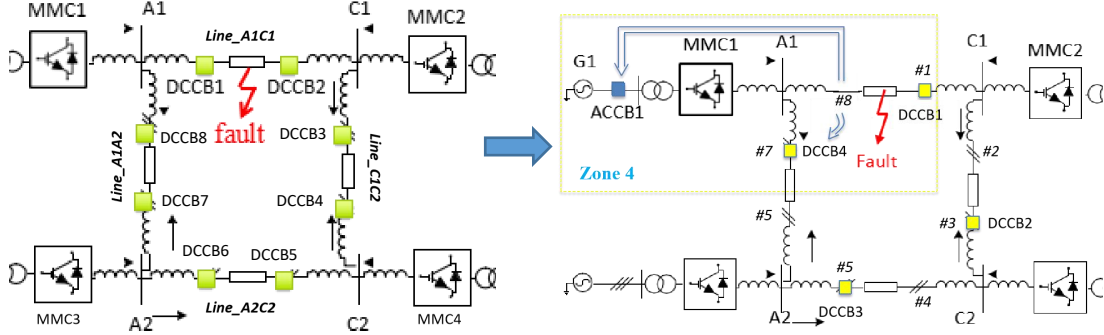 A1
C1
MMC1
Line_A1C1
MMC2
DCCB1
DCCB2
fault
DCCB8
DCCB3
Line_A1A2
Line_C1C2
DCCB7
DCCB4
DCCB6
DCCB5
MMC3
Line_A2C2
MMC4
A2
C2
G1
MMC1
A1
C1
MMC2
#1
ACCB1
#8
DCCB1
#7
DCCB4
Fault
#2
Zone 4
#5
#3
DCCB2
#5
DCCB3
#4
A2
C2